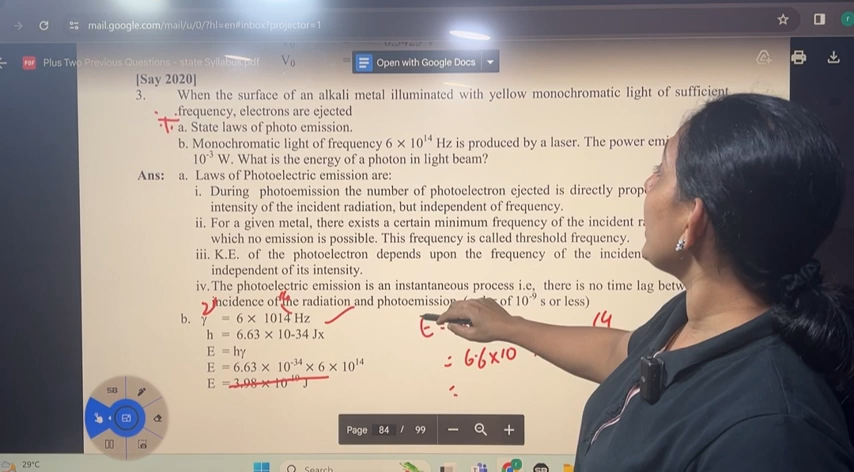 mail.google.com/mail/u/0/?hl=en#inbox?projector=1
PDF Plus Two Previous Questions - state Syllabus.pdf V₀ = Open with Google Docs
[Say 2020]
3. When the surface of an alkali metal illuminated with yellow monochromatic light of sufficient
frequency, electrons are ejected
T. a. State laws of photo emission.
b. Monochromatic light of frequency 6 × 10¹⁴ Hz is produced by a laser. The power
10⁻³ W. What is the energy of a photon in light beam?
Ans: a. Laws of Photoelectric emission are:
i. During photoemission the number of photoelectron ejected is directly
intensity of the incident radiation, but independent of frequency.
ii. For a given metal, there exists a certain minimum frequency of the incident
which no emission is possible. This frequency is called threshold frequency.
iii. K.E. of the photoelectron depends upon the frequency of the
independent of its intensity.
iv. The photoelectric emission is an instantaneous process i.e, there is no time lag
incidence of the radiation and photoemission of 10⁻⁹ s or less)
b. γ = 6 × 1014 Hz
h = 6.63 × 10-34 Jx
E = hγ
E = 6.63 × 10⁻³⁴ × 6 × 10¹⁴
E = 3.98 × 10⁻¹⁹ J
E =
14
= 6.6×10
SB
Page 84 / 99 − +
29°C
Search